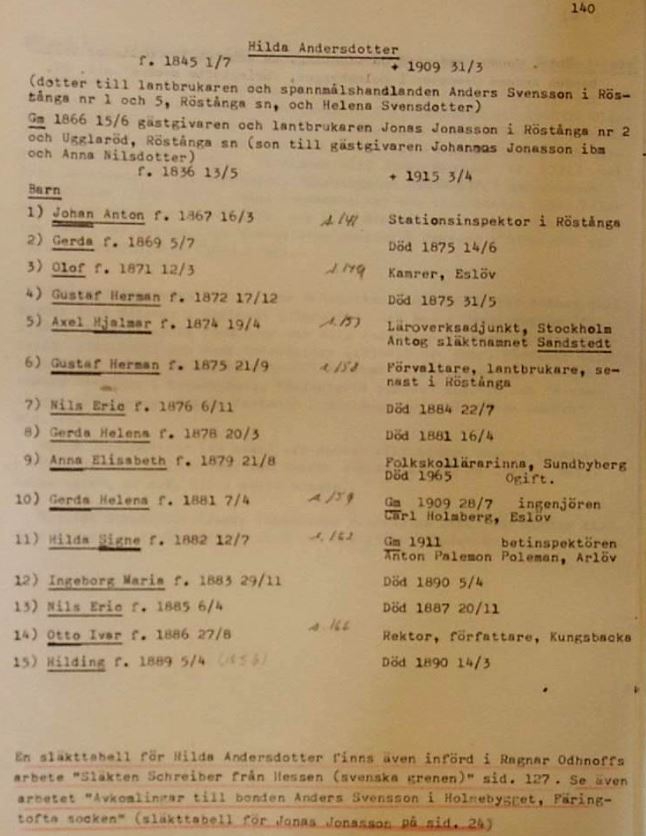 140
Hilda Andersdotter
f. 1845 1/7 + 1909 31/3
(dotter till lantbrukaren och spannmålshandlanden Anders Svensson i Rös-
tånga nr 1 och 5, Röstånga sn, och Helena Svensdotter)
Gm 1866 15/6 gästgivaren och lantbrukaren Jonas Jonasson i Röstånga nr 2
och Ugglaröd, Röstånga sn (son till gästgivaren Johannes Jonasson ibm
och Anna Nilsdotter)
f. 1836 13/5 + 1915 3/4
Barn
1) Johan Anton f. 1867 16/3 s. 141 Stationsinspektor i Röstånga
2) Gerda f. 1869 5/7 Död 1875 14/6
3) Olof f. 1871 12/3 s. 149 Kamrer, Eslöv
4) Gustaf Herman f. 1872 17/12 Död 1875 31/5
5) Axel Hjalmar f. 1874 19/4 s. 153 Läroverksadjunkt, Stockholm
Antog släktnamnet Sandstedt
6) Gustaf Herman f. 1875 21/9 s. 158 Förvaltare, lantbrukare, se-
nast i Röstånga
7) Nils Eric f. 1876 6/11 Död 1884 22/7
8) Gerda Helena f. 1878 20/3 Död 1881 16/4
9) Anna Elisabeth f. 1879 21/8 Folkskollärarinna, Sundbyberg
Död 1965 Ogift.
10) Gerda Helena f. 1881 7/4 s. 159 Gm 1909 28/7 ingenjören
Carl Holmberg, Eslöv
11) Hilda Signe f. 1882 12/7 s. 162 Gm 1911 betinspektören
Anton Palemon Poleman, Arlöv
12) Ingeborg Maria f. 1883 29/11 Död 1890 5/4
13) Nils Eric f. 1885 6/4 Död 1887 20/11
14) Otto Ivar f. 1886 27/8 s. 166 Rektor, författare, Kungsbacka
15) Hilding f. 1889 5/4 Död 1890 14/3
En släkttabell för Hilda Andersdotter finns även införd i Ragnar Odhnoffs
arbete "Släkten Schreiber från Hessen (svenska grenen)" sid. 127. Se även
arbetet "Avkomlingar till bonden Anders Svensson i Holmebygget, Färing-
tofta socken" (släkttabell för Jonas Jonasson på sid. 24)